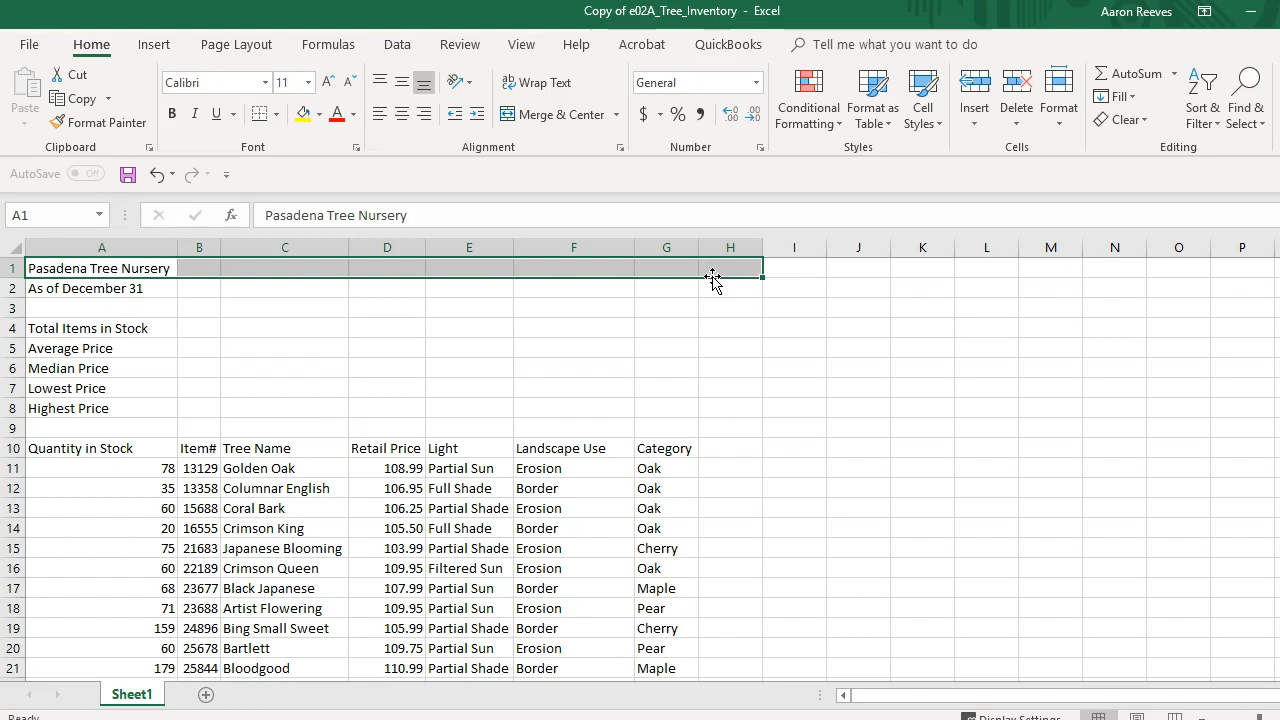 Copy of e02A_Tree_Inventory - Excel
Aaron Reeves
File Home Insert Page Layout Formulas Data Review View Help Acrobat QuickBooks Tell me what you want to do
Paste
Cut
Copy
Format Painter
Clipboard
Calibri 11 A A
B I U A
Font
Wrap Text
Merge & Center
Alignment
General
$ % ,
Number
Conditional Formatting
Format as Table
Cell Styles
Styles
Insert Delete Format
Cells
AutoSum
Fill
Clear
Sort & Filter
Find & Select
Editing
AutoSave Off
A1 fx Pasadena Tree Nursery
A B C D E F G H I J K L M N O P
1 Pasadena Tree Nursery
2 As of December 31
3
4 Total Items in Stock
5 Average Price
6 Median Price
7 Lowest Price
8 Highest Price
9
10 Quantity in Stock Item# Tree Name Retail Price Light Landscape Use Category
11 78 13129 Golden Oak 108.99 Partial Sun Erosion Oak
12 35 13358 Columnar English 106.95 Full Shade Border Oak
13 60 15688 Coral Bark 106.25 Partial Shade Erosion Oak
14 20 16555 Crimson King 105.50 Full Shade Border Oak
15 75 21683 Japanese Blooming 103.99 Partial Shade Erosion Cherry
16 60 22189 Crimson Queen 109.95 Filtered Sun Erosion Oak
17 68 23677 Black Japanese 107.99 Partial Sun Border Maple
18 71 23688 Artist Flowering 109.95 Partial Sun Erosion Pear
19 159 24896 Bing Small Sweet 105.99 Partial Shade Border Cherry
20 60 25678 Bartlett 109.75 Partial Sun Erosion Pear
21 179 25844 Bloodgood 110.99 Partial Shade Border Maple
Sheet1
Ready
Display Settings